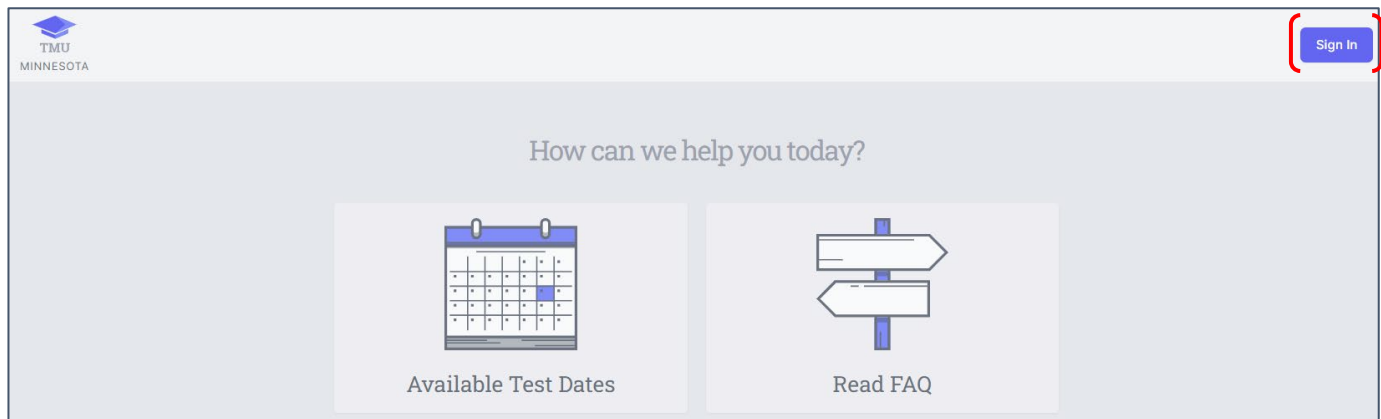 TMU
MINNESOTA
Sign In
How can we help you today?
Available Test Dates
Read FAQ